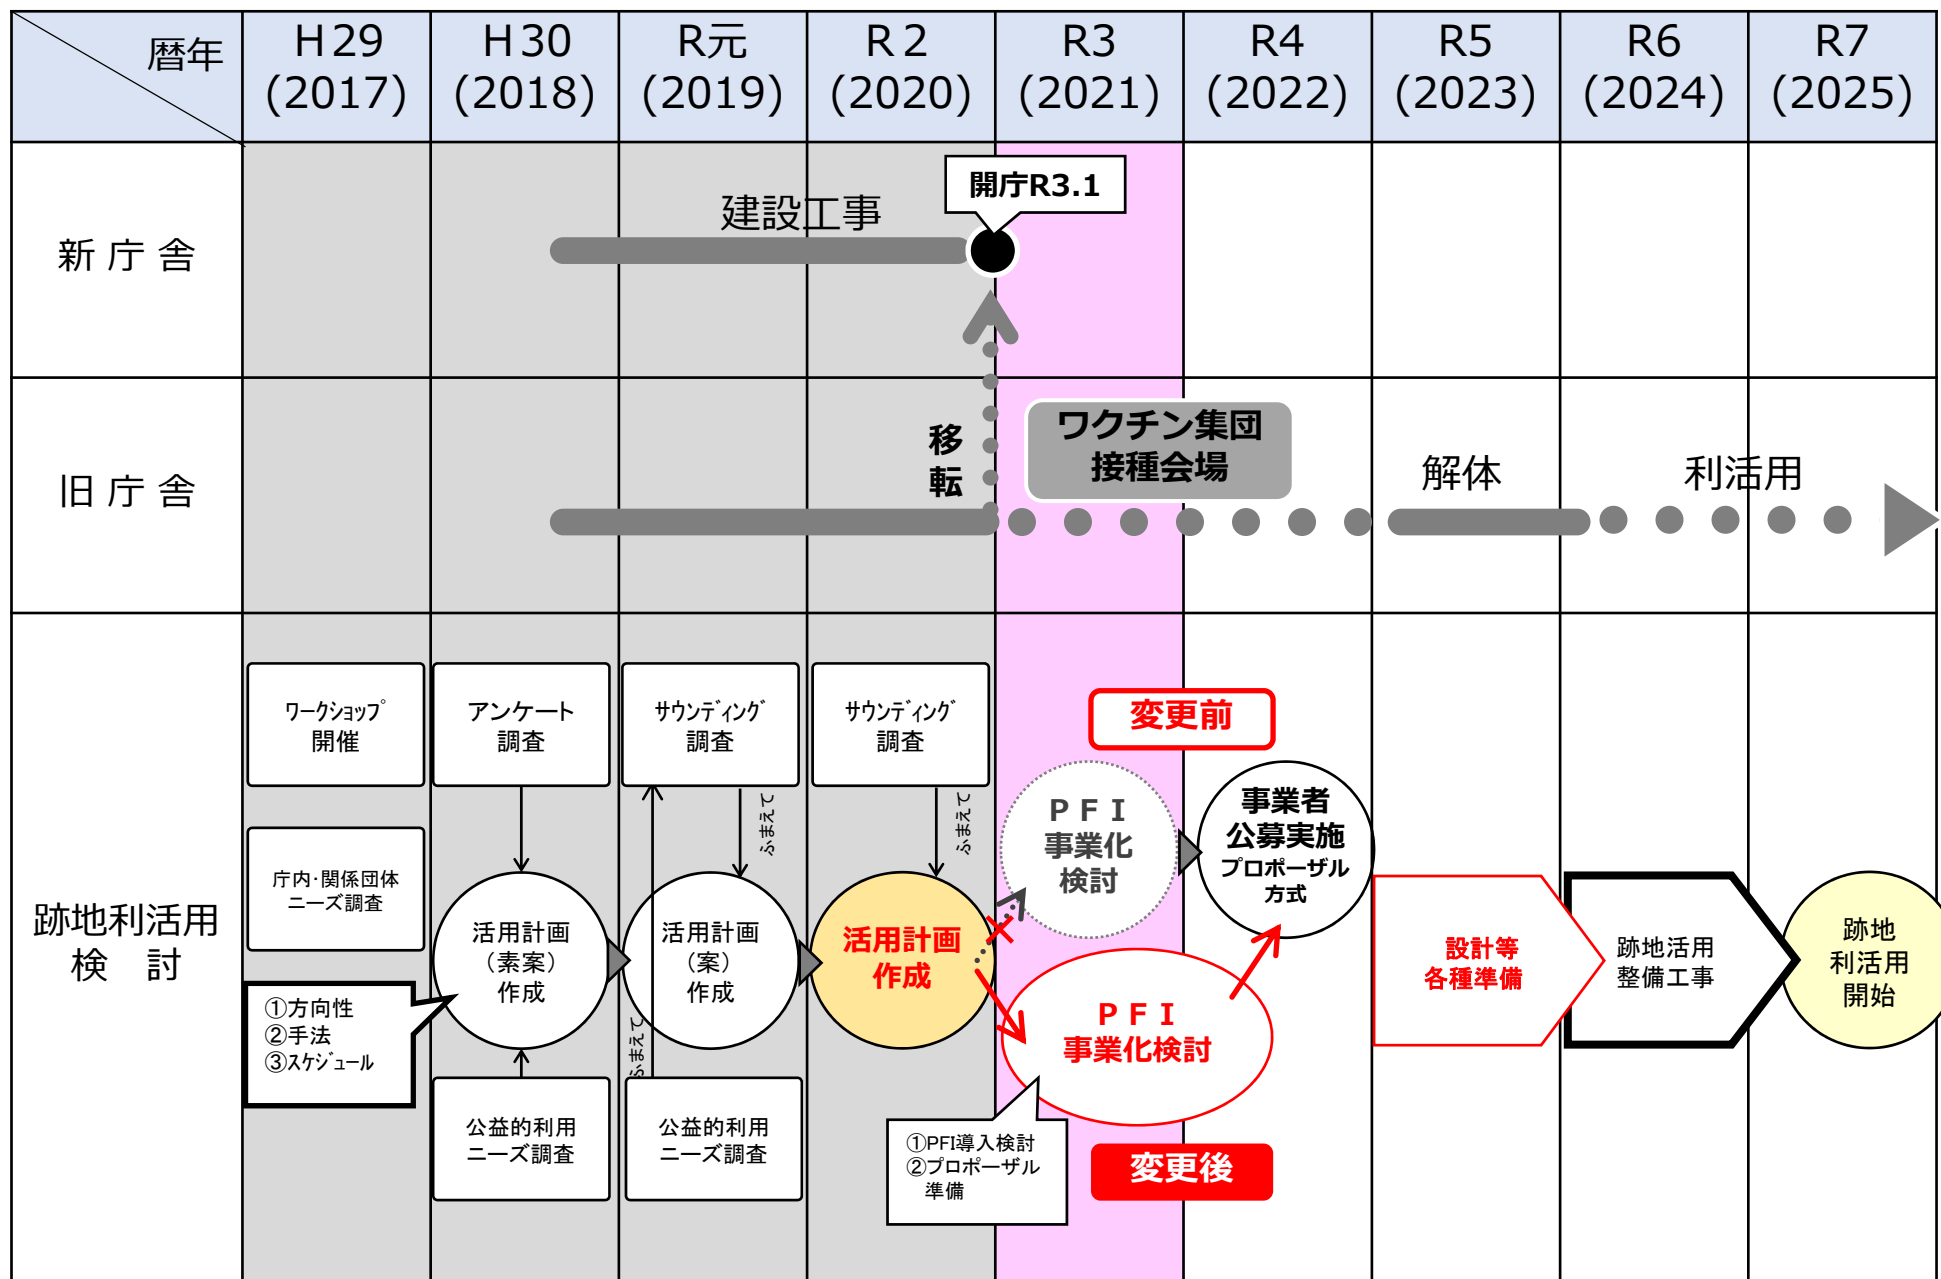 暦年
H29
(2017)
H30
(2018)
R元
(2019)
R2
(2020)
R3
(2021)
R4
(2022)
R5
(2023)
R6
(2024)
R7
(2025)
新庁舎
建設工事
開庁R3.1
旧庁舎
移
転
ワクチン集団
接種会場
解体
利活用
跡地利活用
検　討
ワークショップ
開催
アンケート
調査
サウンディング
調査
サウンディング
調査
変更前
庁内・関係団体
ニーズ調査
ふまえて
ふまえて
ＰＦＩ
事業化
検討
事業者
公募実施
プロポーザル
方式
活用計画
（素案）
作成
活用計画
（案）
作成
活用計画
作成
設計等
各種準備
跡地活用
整備工事
跡地
利活用
開始
①方向性
②手法
③スケジュール
ふまえて
ＰＦＩ
事業化検討
公益的利用
ニーズ調査
公益的利用
ニーズ調査
①PFI導入検討
②プロポーザル
準備
変更後